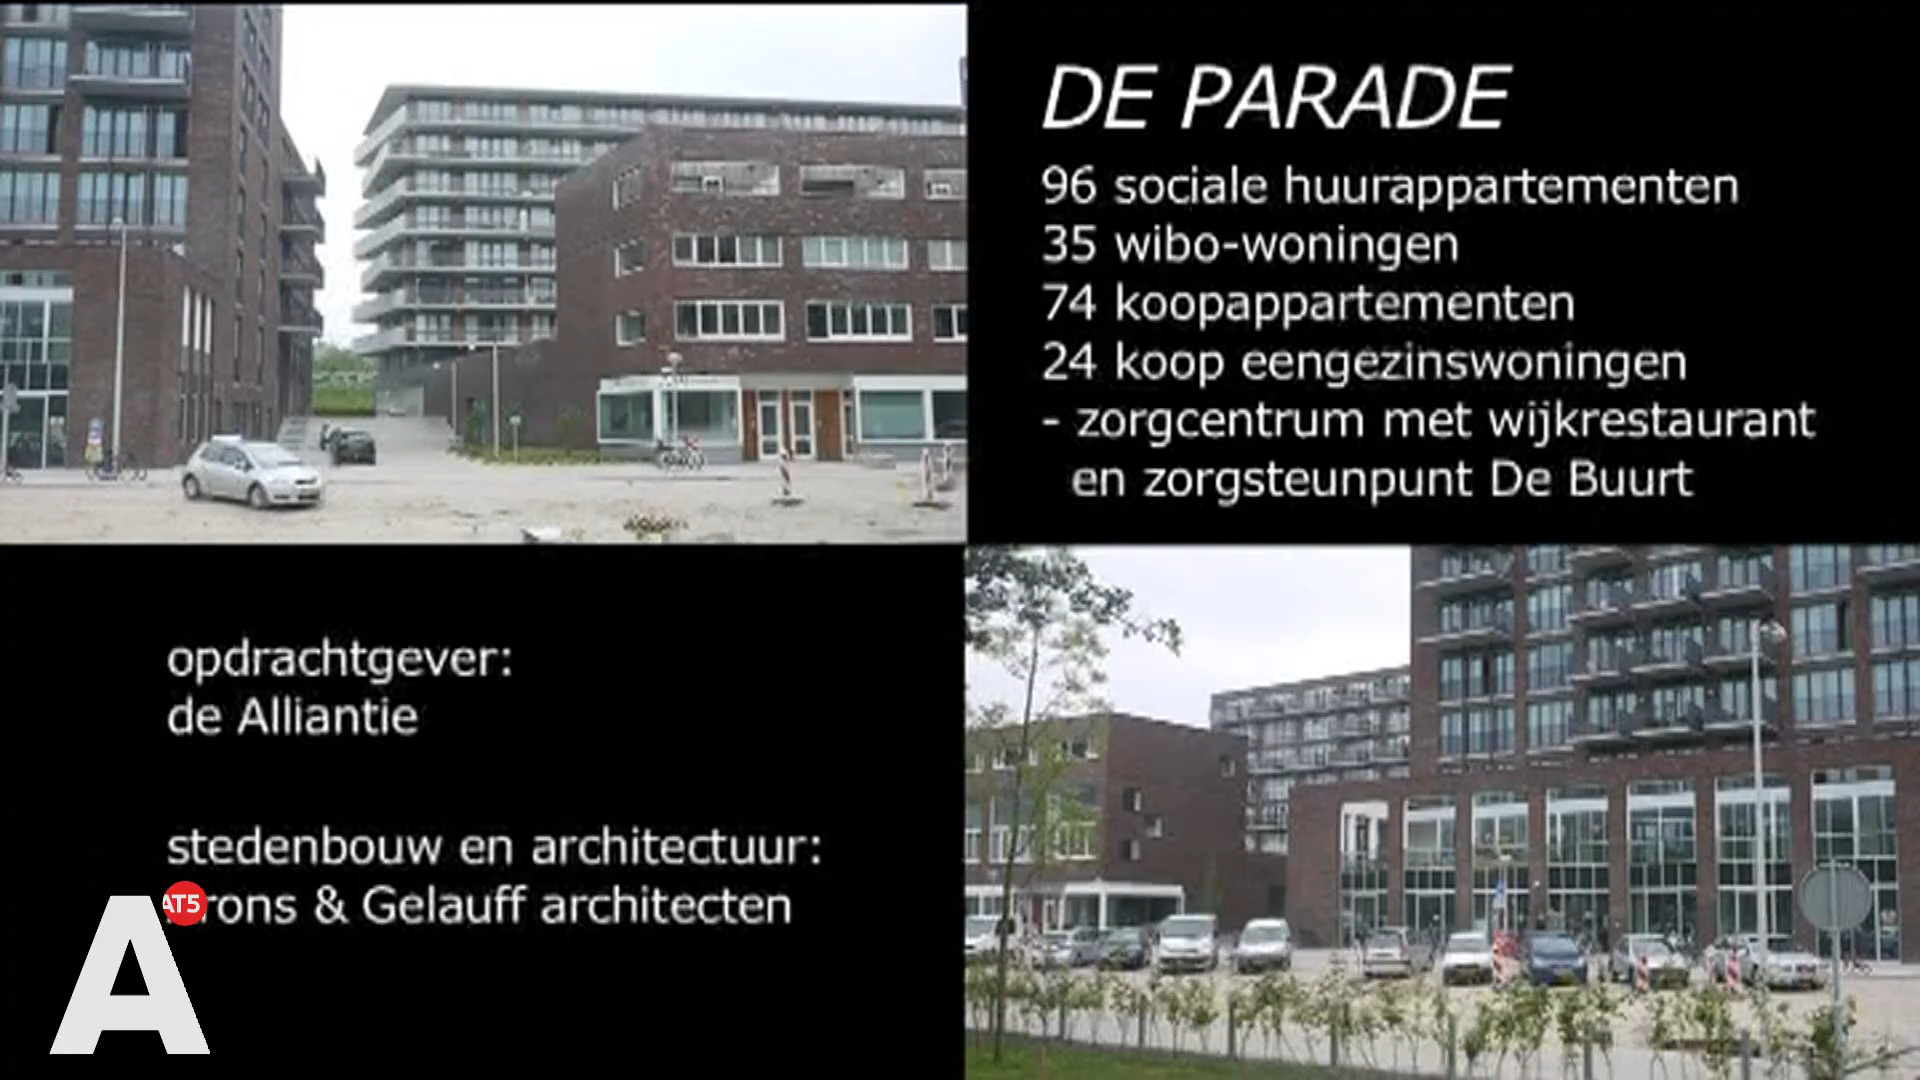 DE PARADE
96 sociale huurappartementen
35 wibo-woningen
74 koopappartementen
24 koop eengezinswoningen
- zorgcentrum met wijkrestaurant
en zorgsteunpunt De Buurt
opdrachtgever:
de Alliantie
stedenbouw en architectuur:
& Gelauff architecten
A
AT5